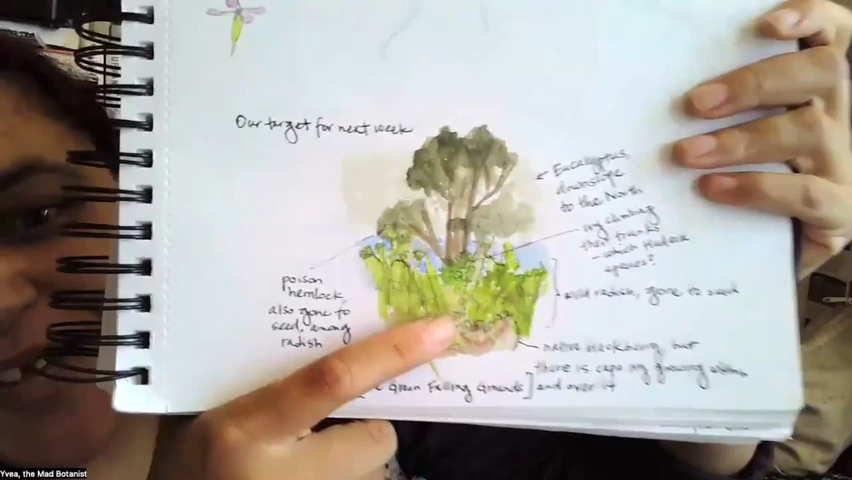 Our target for next week
Eucalyptus,
downslope
to the North
ivy climbing
their trunks
- which Hedera
species?
poison
hemlock,
also gone to
seed, among
radish
wild radish, gone to seed
native blackberry, but
there is cape ivy growing within
and over it
Green Falling Grounds
Yvea, the Mad Botanist